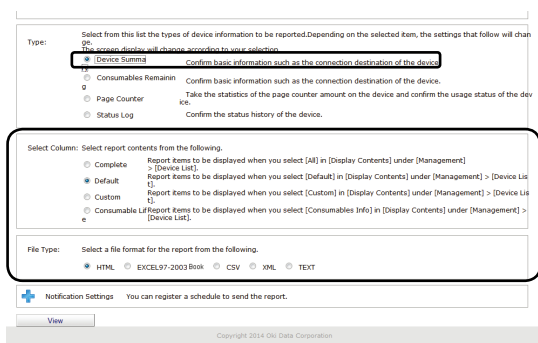 Type:
Select from this list the types of device information to be reported.Depending on the selected item, the settings that follow will chan
ge.
The screen display will change according to your selection.
Device Summa
ry
Confirm basic information such as the connection destination of the device.
Consumables Remainin
g
Confirm basic information such as the connection destination of the device.
Page Counter
Take the statistics of the page counter amount on the device and confirm the usage status of the dev
ice.
Status Log
Confirm the status history of the device.
Select Column:
Select report contents from the following.
Complete
Report items to be displayed when you select [All] in [Display Contents] under [Management]
> [Device List].
Default
Report items to be displayed when you select [Default] in [Display Contents] under [Management] > [Device Lis
t].
Custom
Report items to be displayed when you select [Custom] in [Display Contents] under [Management] > [Device Lis
t].
Consumable Lif
e
Report items to be displayed when you select [Consumables Info] in [Display Contents] under [Management] >
[Device List].
File Type:
Select a file format for the report from the following.
HTML EXCEL97-2003 Book CSV XML TEXT
Notification Settings You can register a schedule to send the report.
View
Copyright 2014 Oki Data Corporation